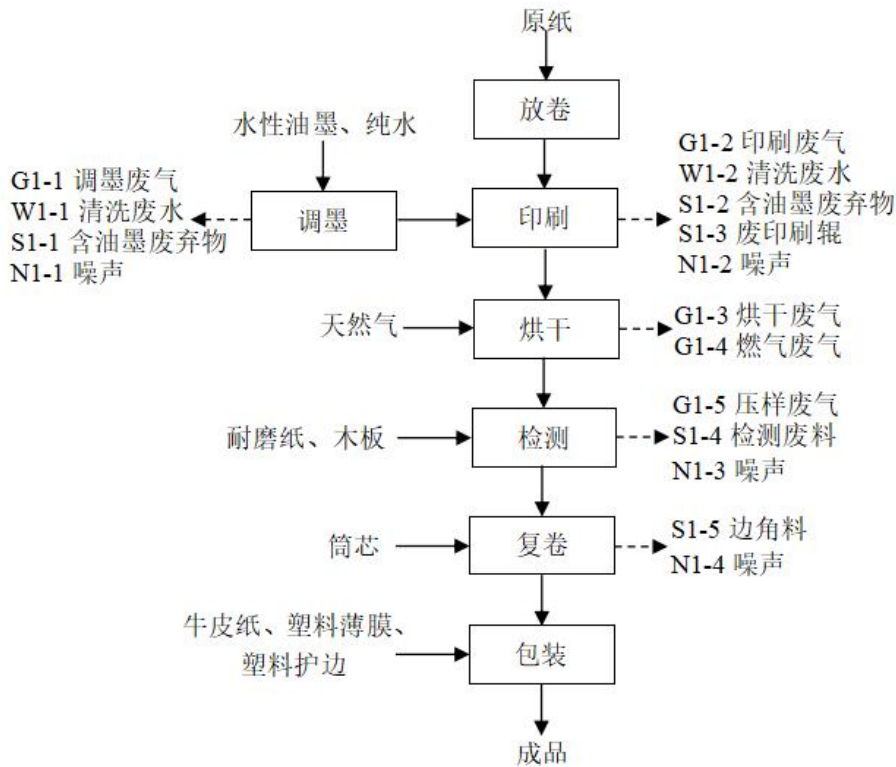 原纸
放卷
水性油墨、纯水
G1-1 调墨废气
W1-1 清洗废水
S1-1 含油墨废弃物
N1-1 噪声
调墨
印刷
G1-2 印刷废气
W1-2 清洗废水
S1-2 含油墨废弃物
S1-3 废印刷辊
N1-2 噪声
天然气
烘干
G1-3 烘干废气
G1-4 燃气废气
耐磨纸、木板
检测
G1-5 压样废气
S1-4 检测废料
N1-3 噪声
筒芯
复卷
S1-5 边角料
N1-4 噪声
牛皮纸、塑料薄膜、
塑料护边
包装
成品